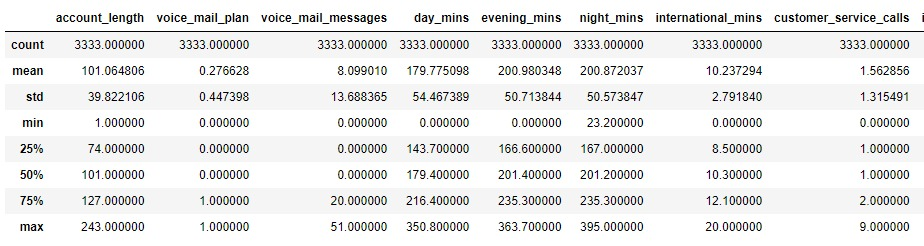 account_length voice_mail_plan voice_mail_messages day_mins evening_mins night_mins international_mins customer_service_calls
count 3333.000000 3333.000000 3333.000000 3333.000000 3333.000000 3333.000000 3333.000000 3333.000000
mean 101.064806 0.276628 8.099010 179.775098 200.980348 200.872037 10.237294 1.562856
std 39.822106 0.447398 13.688365 54.467389 50.713844 50.573847 2.791840 1.315491
min 1.000000 0.000000 0.000000 0.000000 0.000000 23.200000 0.000000 0.000000
25% 74.000000 0.000000 0.000000 143.700000 166.600000 167.000000 8.500000 1.000000
50% 101.000000 0.000000 0.000000 179.400000 201.400000 201.200000 10.300000 1.000000
75% 127.000000 1.000000 20.000000 216.400000 235.300000 235.300000 12.100000 2.000000
max 243.000000 1.000000 51.000000 350.800000 363.700000 395.000000 20.000000 9.000000